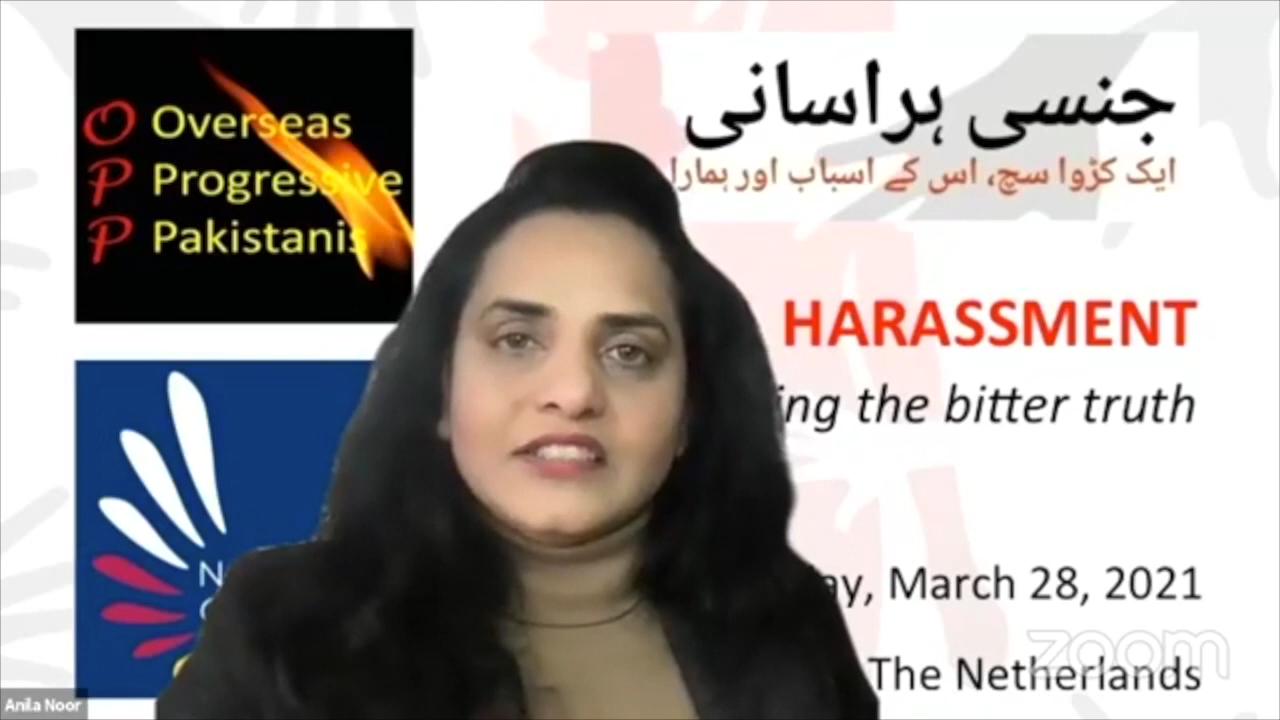 O Overseas
P Progressive
P Pakistanis
جنسی ہراسانی
ایک کڑوا سچ، اس کے اسباب اور ہمارا
HARASSMENT
ing the bitter truth
N
ay, March 28, 2021
The Netherlands
zoom
Anila Noor